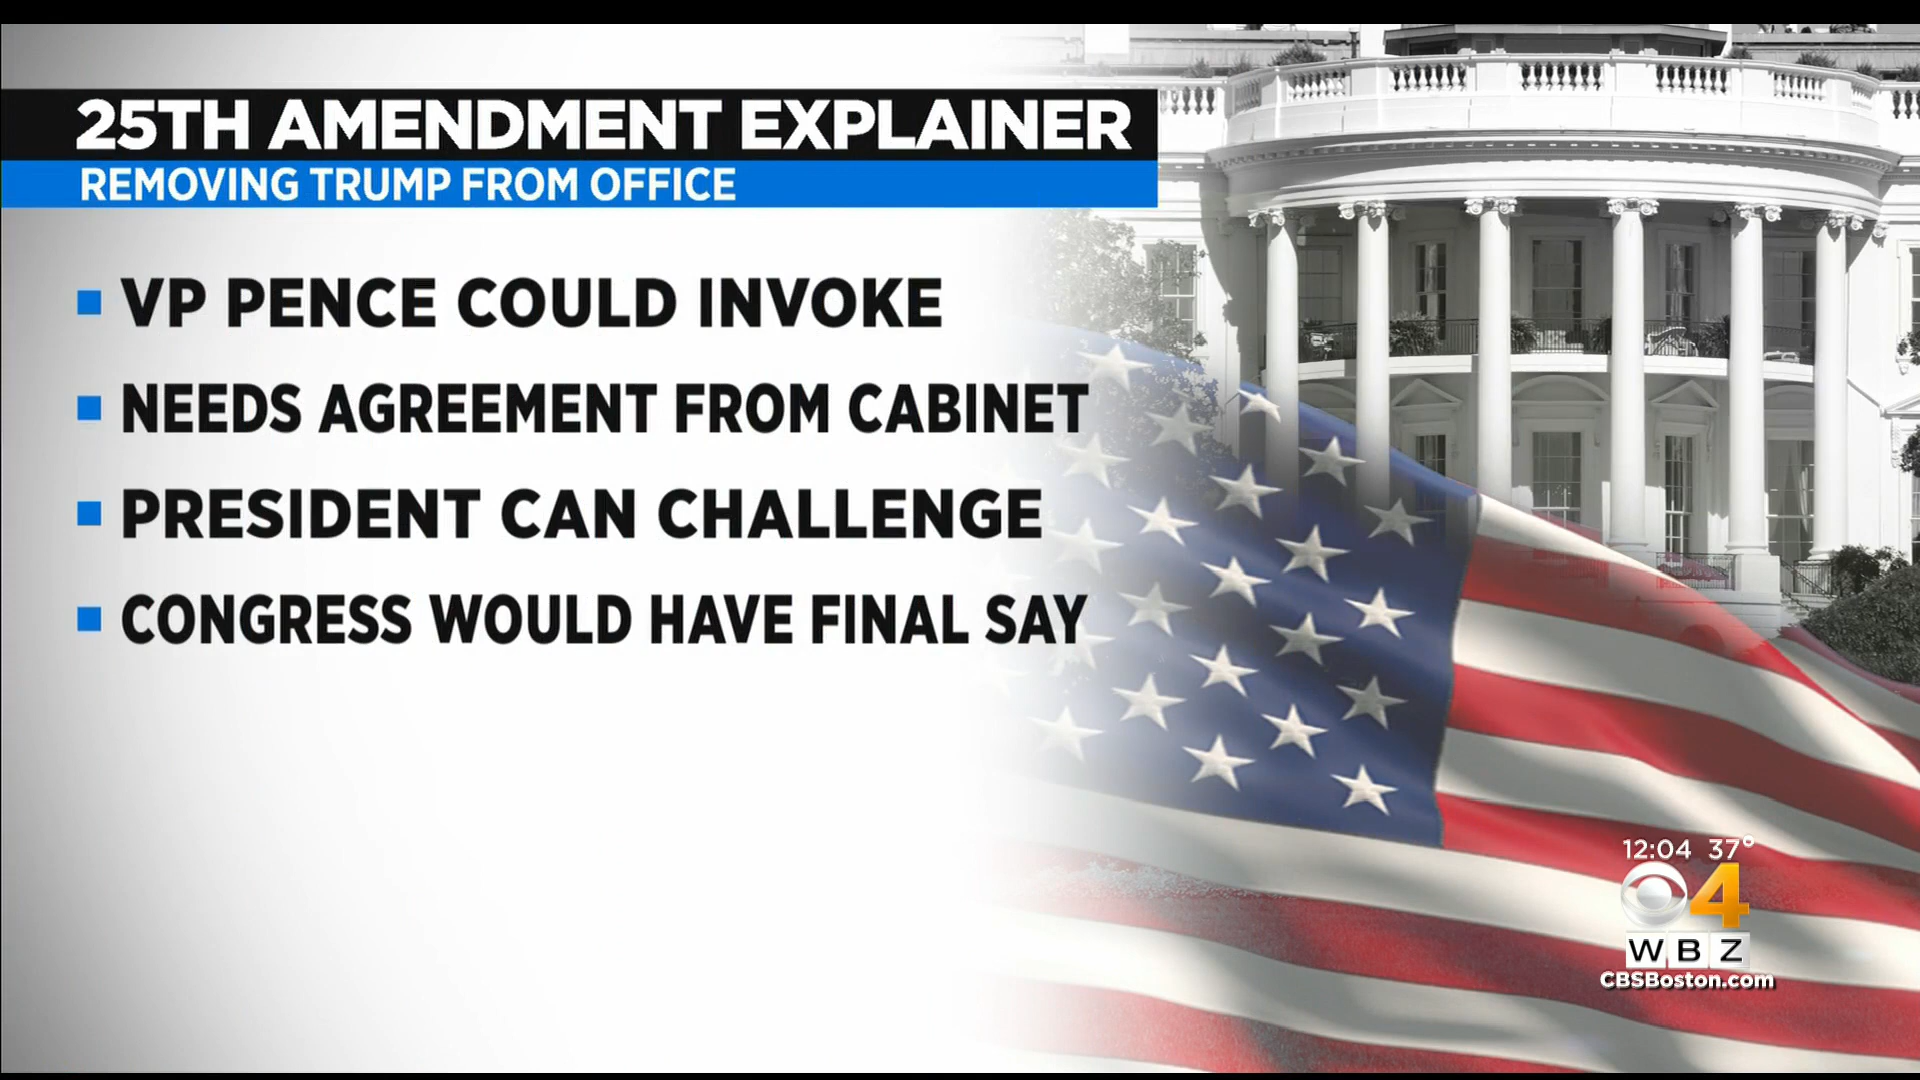 25TH AMENDMENT EXPLAINER
REMOVING TRUMP FROM OFFICE
VP PENCE COULD INVOKE
NEEDS AGREEMENT FROM CABINET
PRESIDENT CAN CHALLENGE
CONGRESS WOULD HAVE FINAL SAY
12:04 37°
4
WBZ
CBSBoston.com